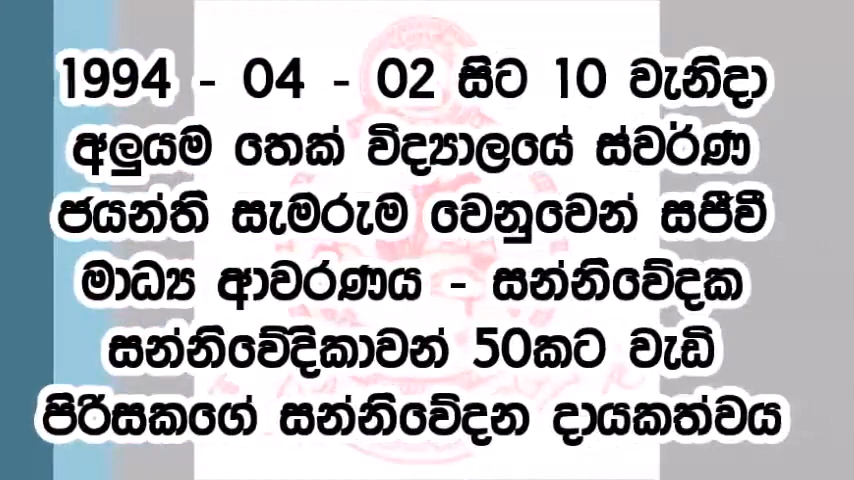 1994 - 04 - 02 සිට 10 වැනිදා
අලුයම තෙක් විද්‍යාලයේ ස්වර්ණ
ජයන්ති සැමරුම වෙනුවෙන් සජීවී
මාධ්‍ය ආවරණය - සන්නිවේදක
සන්නිවේදිකාවන් 50කට වැඩි
පිරිසකගේ සන්නිවේදන දායකත්වය